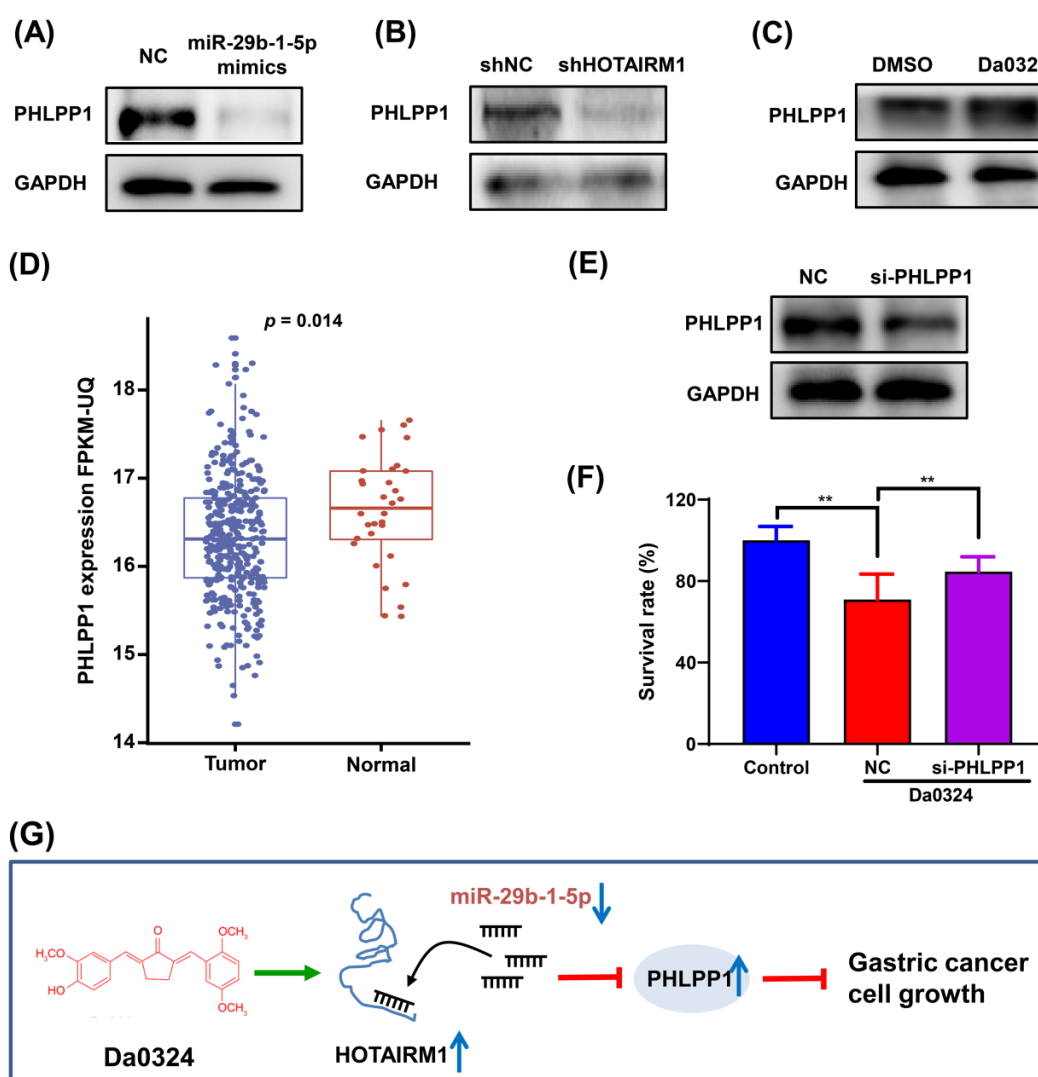 (A)
NC
miR-29b-1-5p
mimics
PHLPP1
GAPDH
(B)
shNC
shHOTAIRM1
PHLPP1
GAPDH
(C)
DMSO
Da032
PHLPP1
GAPDH
(D)
p = 0.014
PHLPP1 expression FPKM-UQ
18
17
16
15
14
Tumor
Normal
(E)
NC
si-PHLPP1
PHLPP1
GAPDH
(F)
Survival rate (%)
120
80
40
0
**
**
Control
NC
si-PHLPP1
Da0324
(G)
miR-29b-1-5p
O
OCH₃
H₃CO
HO
OCH₃
PHLPP1
Gastric cancer
cell growth
Da0324
HOTAIRM1